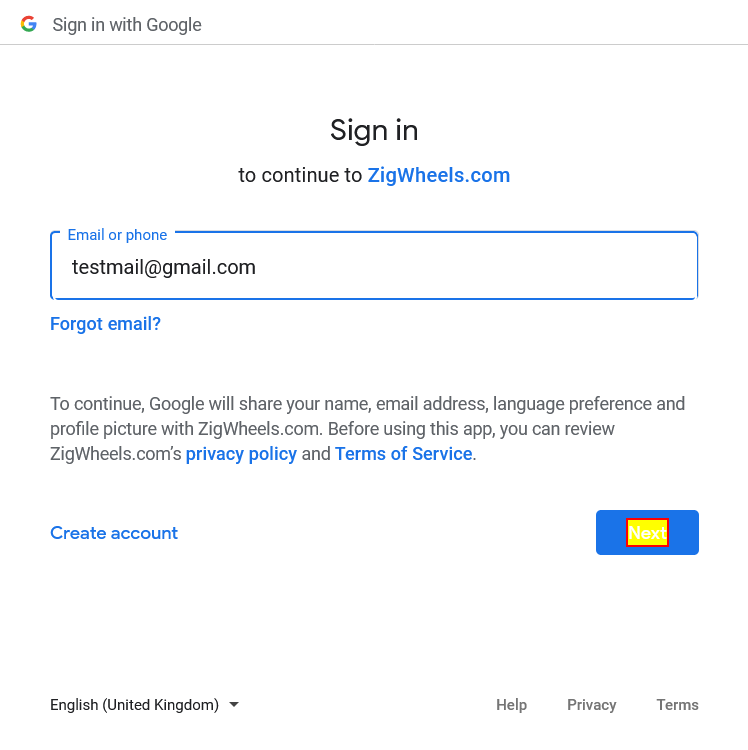 Sign in with Google
Sign in
to continue to ZigWheels.com
Email or phone
testmail@gmail.com
Forgot email?
To continue, Google will share your name, email address, language preference and
profile picture with ZigWheels.com. Before using this app, you can review
ZigWheels.com’s privacy policy and Terms of Service.
Create account
Next
English (United Kingdom)
Help
Privacy
Terms